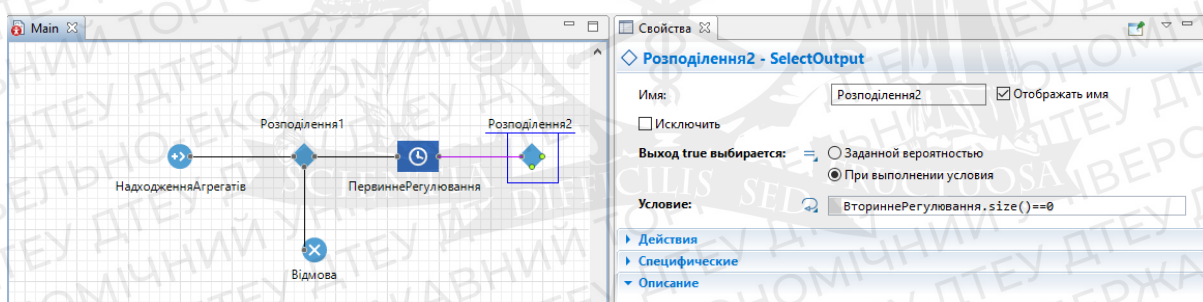 Main
Розподілення1
Розподілення2
НадходженняАгрегатів
ПервиннеРегулювання
Відмова
Свойства
Розподілення2 - SelectOutput
Имя:
Розподілення2
Отображать имя
Исключить
Выход true выбирается:
Заданной вероятностью
При выполнении условия
Условие:
ВториннеРегулювання.size()==0
Действия
Специфические
Описание